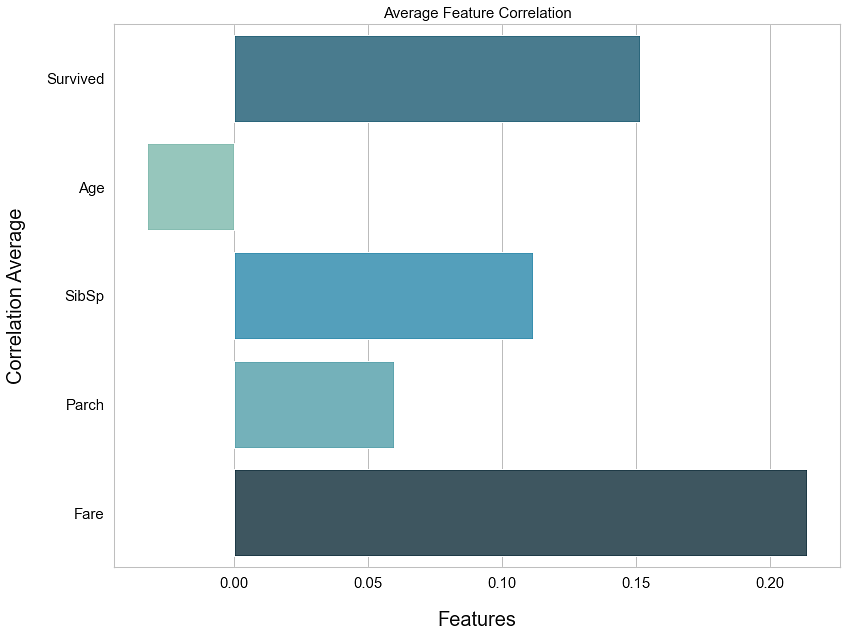 Average Feature Correlation
Correlation Average
Survived
Age
SibSp
Parch
Fare
0.00 0.05 0.10 0.15 0.20
Features